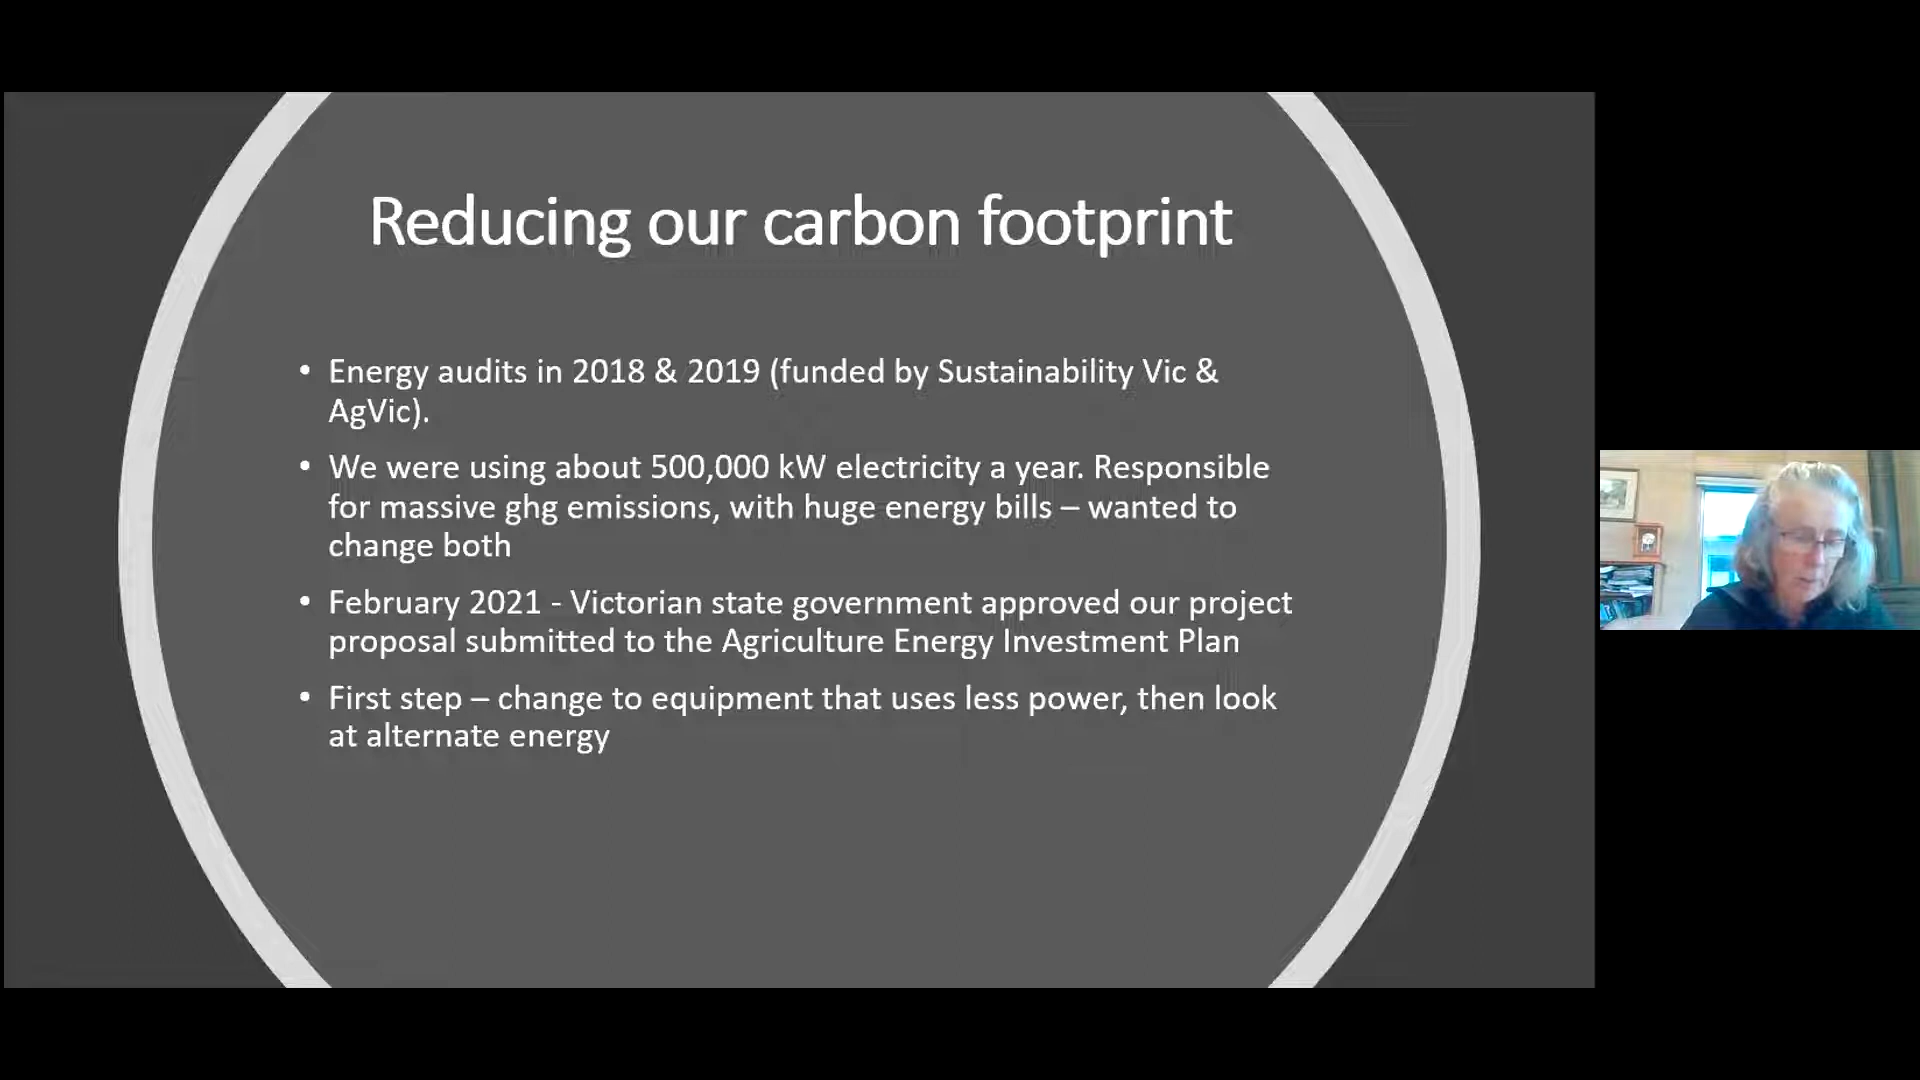 Reducing our carbon footprint
• Energy audits in 2018 & 2019 (funded by Sustainability Vic &
AgVic).
• We were using about 500,000 kW electricity a year. Responsible
for massive ghg emissions, with huge energy bills – wanted to
change both
• February 2021 - Victorian state government approved our project
proposal submitted to the Agriculture Energy Investment Plan
• First step – change to equipment that uses less power, then look
at alternate energy